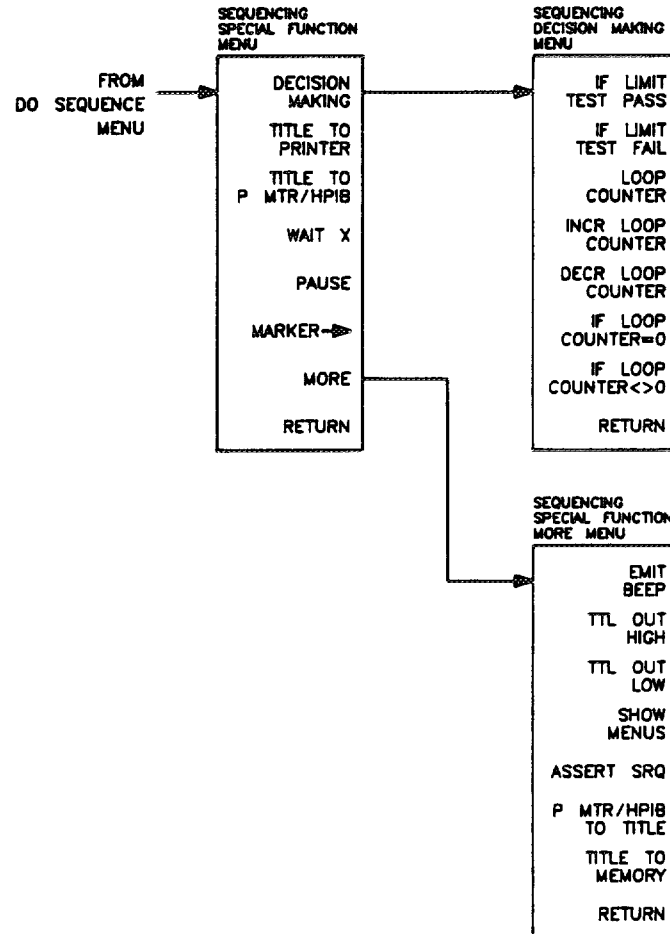 SEQUENCING
SPECIAL FUNCTION
MENU
FROM
DO SEQUENCE
MENU
DECISION
MAKING
TITLE TO
PRINTER
TITLE TO
P MTR/HPIB
WAIT X
PAUSE
MARKER→
MORE
RETURN
SEQUENCING
DECISION MAKING
MENU
IF LIMIT
TEST PASS
IF LIMIT
TEST FAIL
LOOP
COUNTER
INCR LOOP
COUNTER
DECR LOOP
COUNTER
IF LOOP
COUNTER=0
IF LOOP
COUNTER<>0
RETURN
SEQUENCING
SPECIAL FUNCTION
MORE MENU
EMIT
BEEP
TTL OUT
HIGH
TTL OUT
LOW
SHOW
MENUS
ASSERT SRQ
P MTR/HPIB
TO TITLE
TITLE TO
MEMORY
RETURN